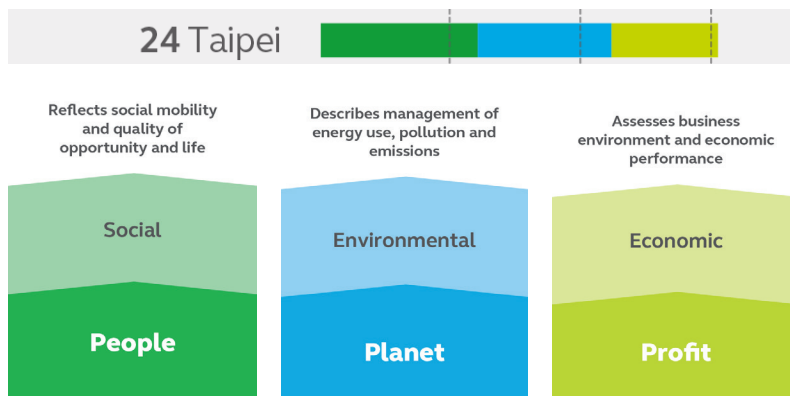 24 Taipei
Reflects social mobility
and quality of
opportunity and life
Describes management of
energy use, pollution and
emissions
Assesses business
environment and economic
performance
Social
Environmental
Economic
People
Planet
Profit